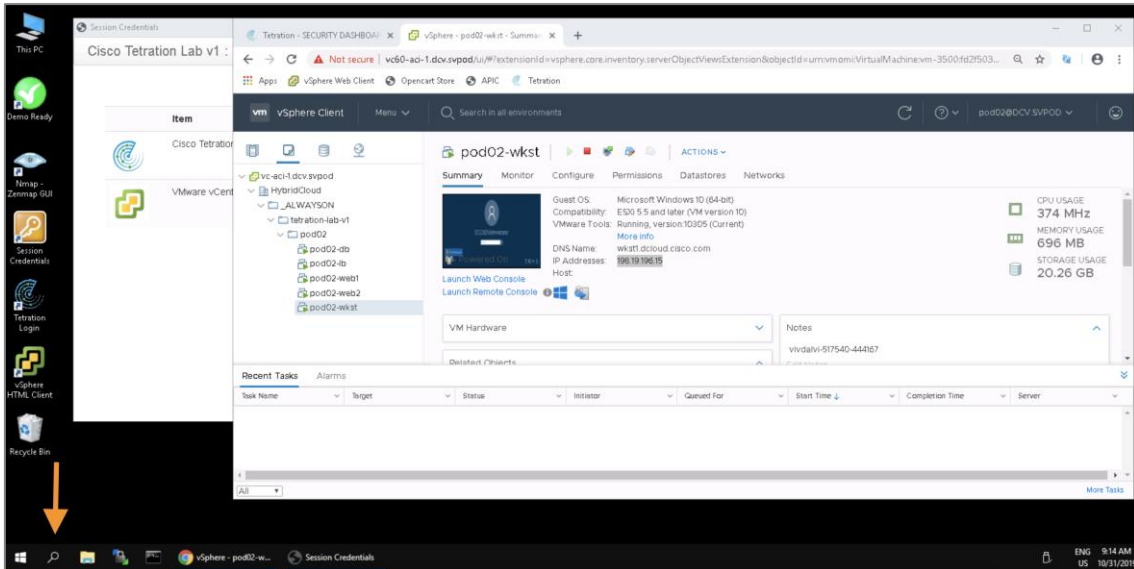 This PC
Demo Ready
Nmap - Zenmap GUI
Session Credentials
Tetration Login
vSphere HTML Client
Recycle Bin
Session Credentials
Cisco Tetration Lab v1 :
Item
Cisco Tetration
VMware vCent
Tetration - SECURITY DASHBOA
vSphere - pod02-wkst - Summa
Not secure | vc60-aci-1.dcv.svpod/ui/#?extensionId=vsphere.core.inventory.serverObjectViewsExtension&objectId=urn:vmomi:VirtualMachine:vm-3500:fd2f503...
Apps vSphere Web Client Opencart Store APIC Tetration
vm vSphere Client Menu Search in all environments pod02@DCV.SVPOD
vc-aci-1.dcv.svpod
HybridCloud
_ALWAYSON
tetration-lab-v1
pod02
pod02-db
pod02-lb
pod02-web1
pod02-web2
pod02-wkst
pod02-wkst ACTIONS
Summary Monitor Configure Permissions Datastores Networks
Powered On
Launch Web Console
Launch Remote Console
Guest OS: Microsoft Windows 10 (64-bit)
Compatibility: ESXi 5.5 and later (VM version 10)
VMware Tools: Running, version:10305 (Current)
More info
DNS Name: wkst1.dcloud.cisco.com
IP Addresses: 198.19.196.15
Host:
CPU USAGE
374 MHz
MEMORY USAGE
696 MB
STORAGE USAGE
20.26 GB
VM Hardware
Related Objects
Notes
vivdalvi-517540-444167
Recent Tasks Alarms
Task Name Target Status Initiator Queued For Start Time ↓ Completion Time Server
All More Tasks
vSphere - pod02-w... Session Credentials
ENG 9:14 AM
US 10/31/201